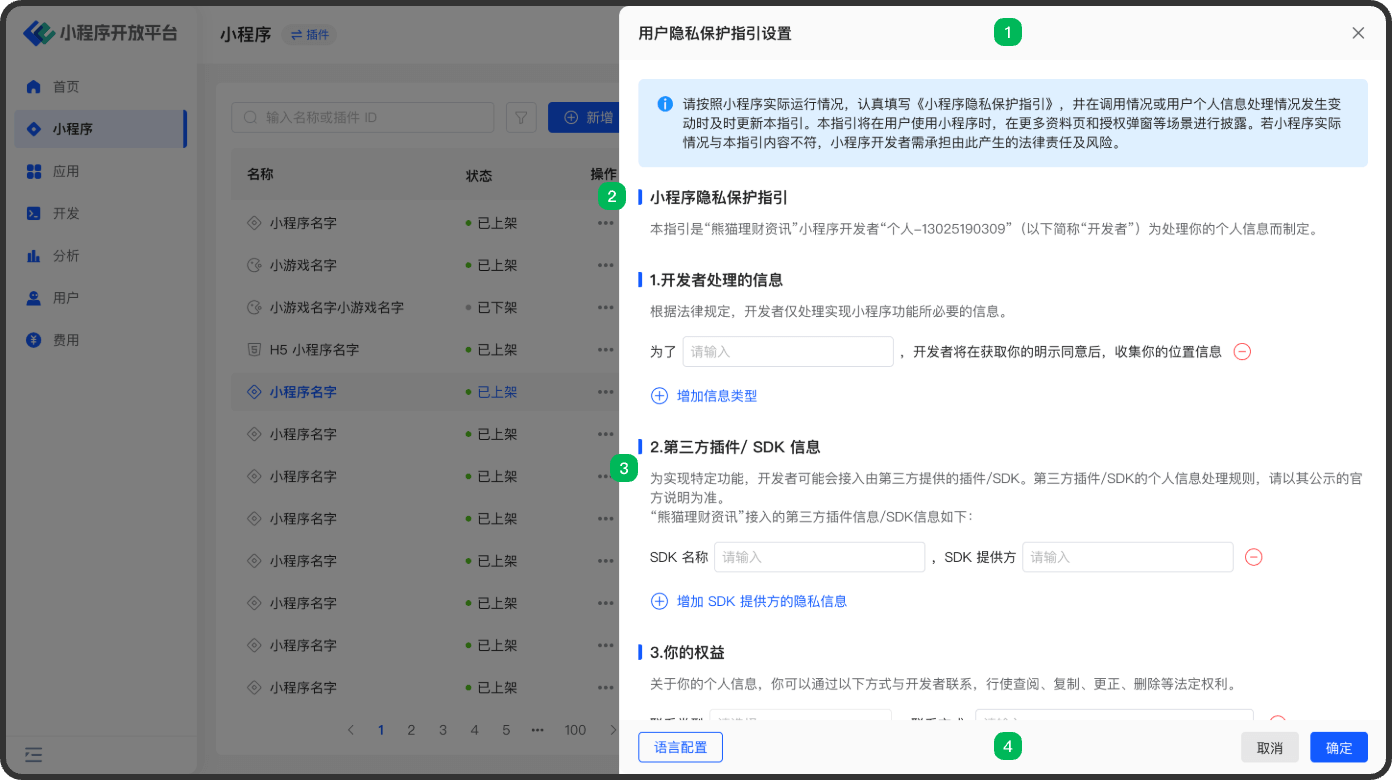 小程序开放平台
首页
小程序
应用
开发
分析
用户
费用
小程序
插件
输入名称或插件 ID
新增
名称
状态
操作
小程序名字
已上架
小游戏名字
已上架
小游戏名字小游戏名字
已下架
H5 小程序名字
已上架
小程序名字
已上架
小程序名字
已上架
小程序名字
已上架
小程序名字
已上架
小程序名字
已上架
小程序名字
已上架
小程序名字
已上架
小程序名字
已上架
1 2 3 4 5 ••• 100
用户隐私保护指引设置
1
请按照小程序实际运行情况，认真填写《小程序隐私保护指引》，并在调用情况或用户个人信息处理情况发生变
动时及时更新本指引。本指引将在用户使用小程序时，在更多资料页和授权弹窗等场景进行披露。若小程序实际
情况与本指引内容不符，小程序开发者需承担由此产生的法律责任及风险。
2
小程序隐私保护指引
本指引是“熊猫理财资讯”小程序开发者“个人-13025190309”（以下简称“开发者”）为处理你的个人信息而制定。
1.开发者处理的信息
根据法律规定，开发者仅处理实现小程序功能所必要的信息。
为了 请输入 ，开发者将在获取你的明示同意后，收集你的位置信息
增加信息类型
2.第三方插件/ SDK 信息
3
为实现特定功能，开发者可能会接入由第三方提供的插件/SDK。第三方插件/SDK的个人信息处理规则，请以其公示的官
方说明为准。
“熊猫理财资讯”接入的第三方插件信息/SDK信息如下：
SDK 名称 请输入 ，SDK 提供方 请输入
增加 SDK 提供方的隐私信息
3.你的权益
关于你的个人信息，你可以通过以下方式与开发者联系，行使查阅、复制、更正、删除等法定权利。
语言配置
4
取消
确定